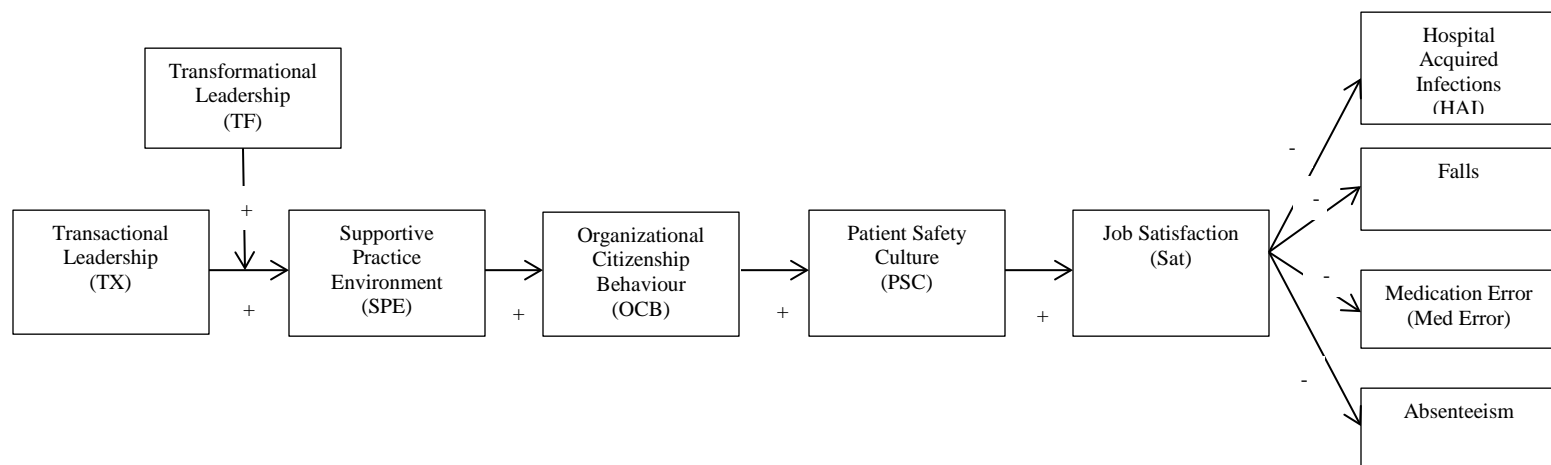 Transformational
Leadership
(TF)
Transactional
Leadership
(TX)
Supportive
Practice
Environment
(SPE)
Organizational
Citizenship
Behaviour
(OCB)
Patient Safety
Culture
(PSC)
Job Satisfaction
(Sat)
Hospital
Acquired
Infections
(HAI)
Falls
Medication Error
(Med Error)
Absenteeism
+
+
+
+
+
-
-
-
-